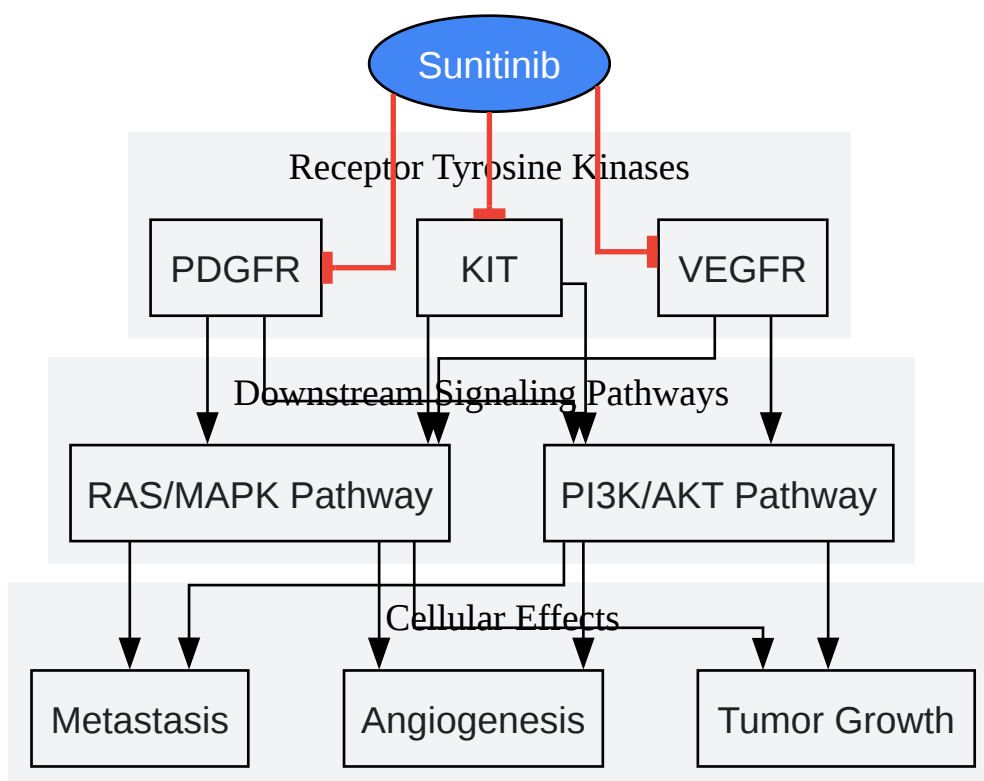 Sunitinib
Receptor Tyrosine Kinases
PDGFR
KIT
VEGFR
Downstream Signaling Pathways
RAS/MAPK Pathway
PI3K/AKT Pathway
Cellular Effects
Metastasis
Angiogenesis
Tumor Growth